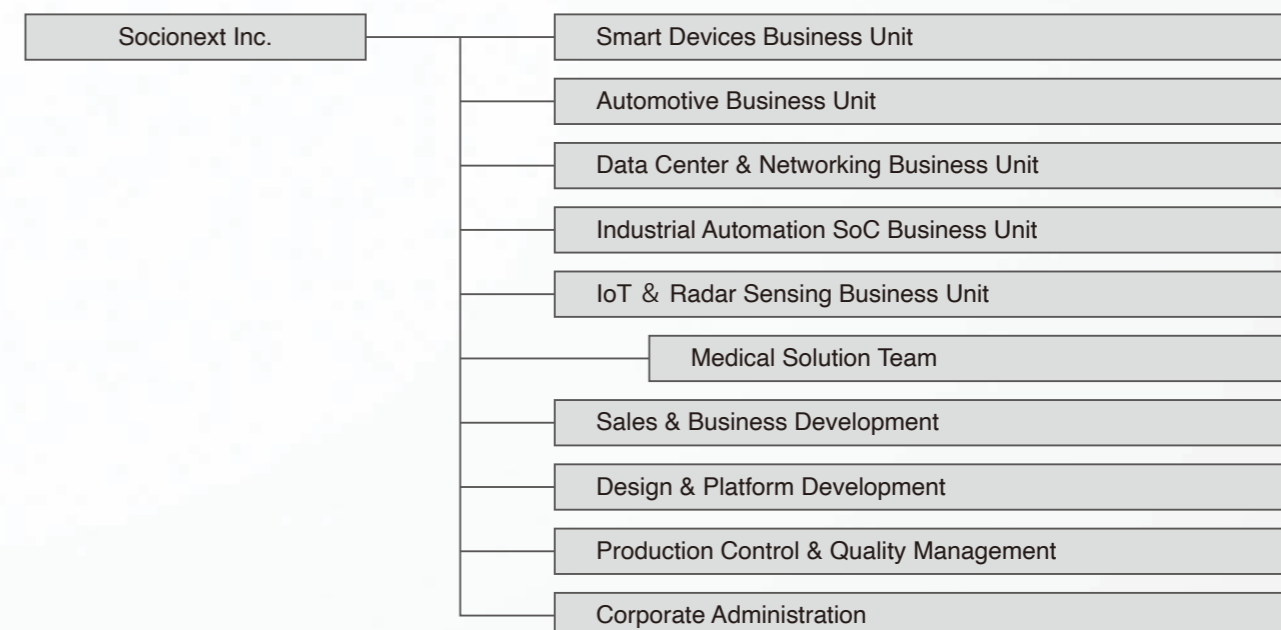 Socionext Inc.
Smart Devices Business Unit
Automotive Business Unit
Data Center & Networking Business Unit
Industrial Automation SoC Business Unit
IoT ＆ Radar Sensing Business Unit
Medical Solution Team
Sales & Business Development
Design & Platform Development
Production Control & Quality Management
Corporate Administration